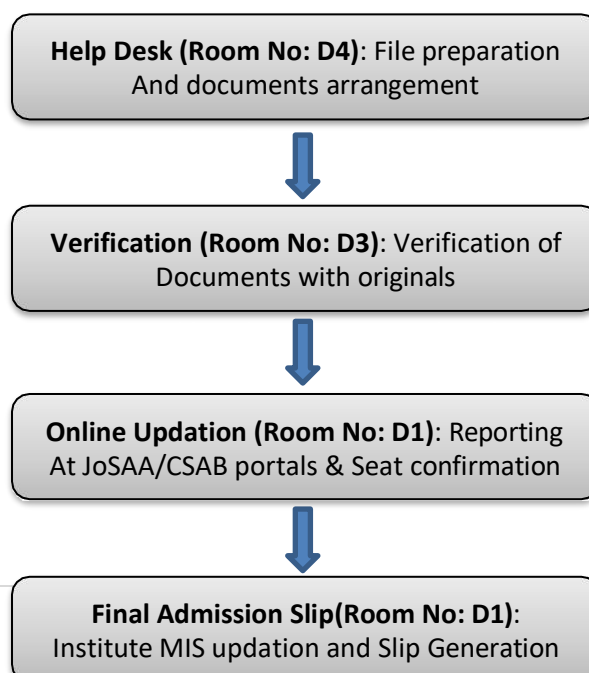 Help Desk (Room No: D4): File preparation
And documents arrangement
Verification (Room No: D3): Verification of
Documents with originals
Online Updation (Room No: D1): Reporting
At JoSAA/CSAB portals & Seat confirmation
Final Admission Slip(Room No: D1):
Institute MIS updation and Slip Generation